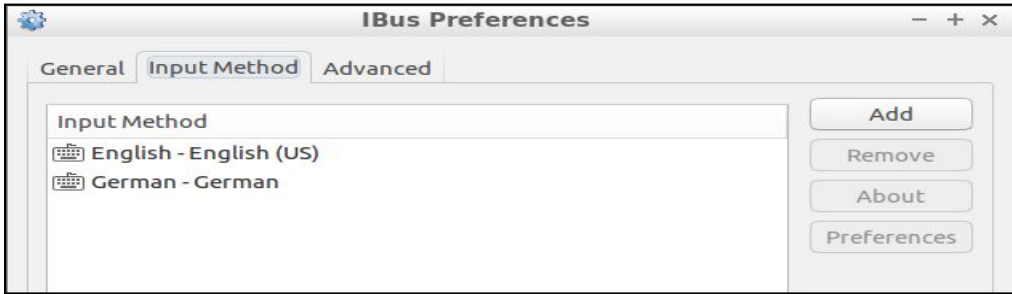 IBus Preferences
General Input Method Advanced
Input Method
English - English (US)
German - German
Add
Remove
About
Preferences